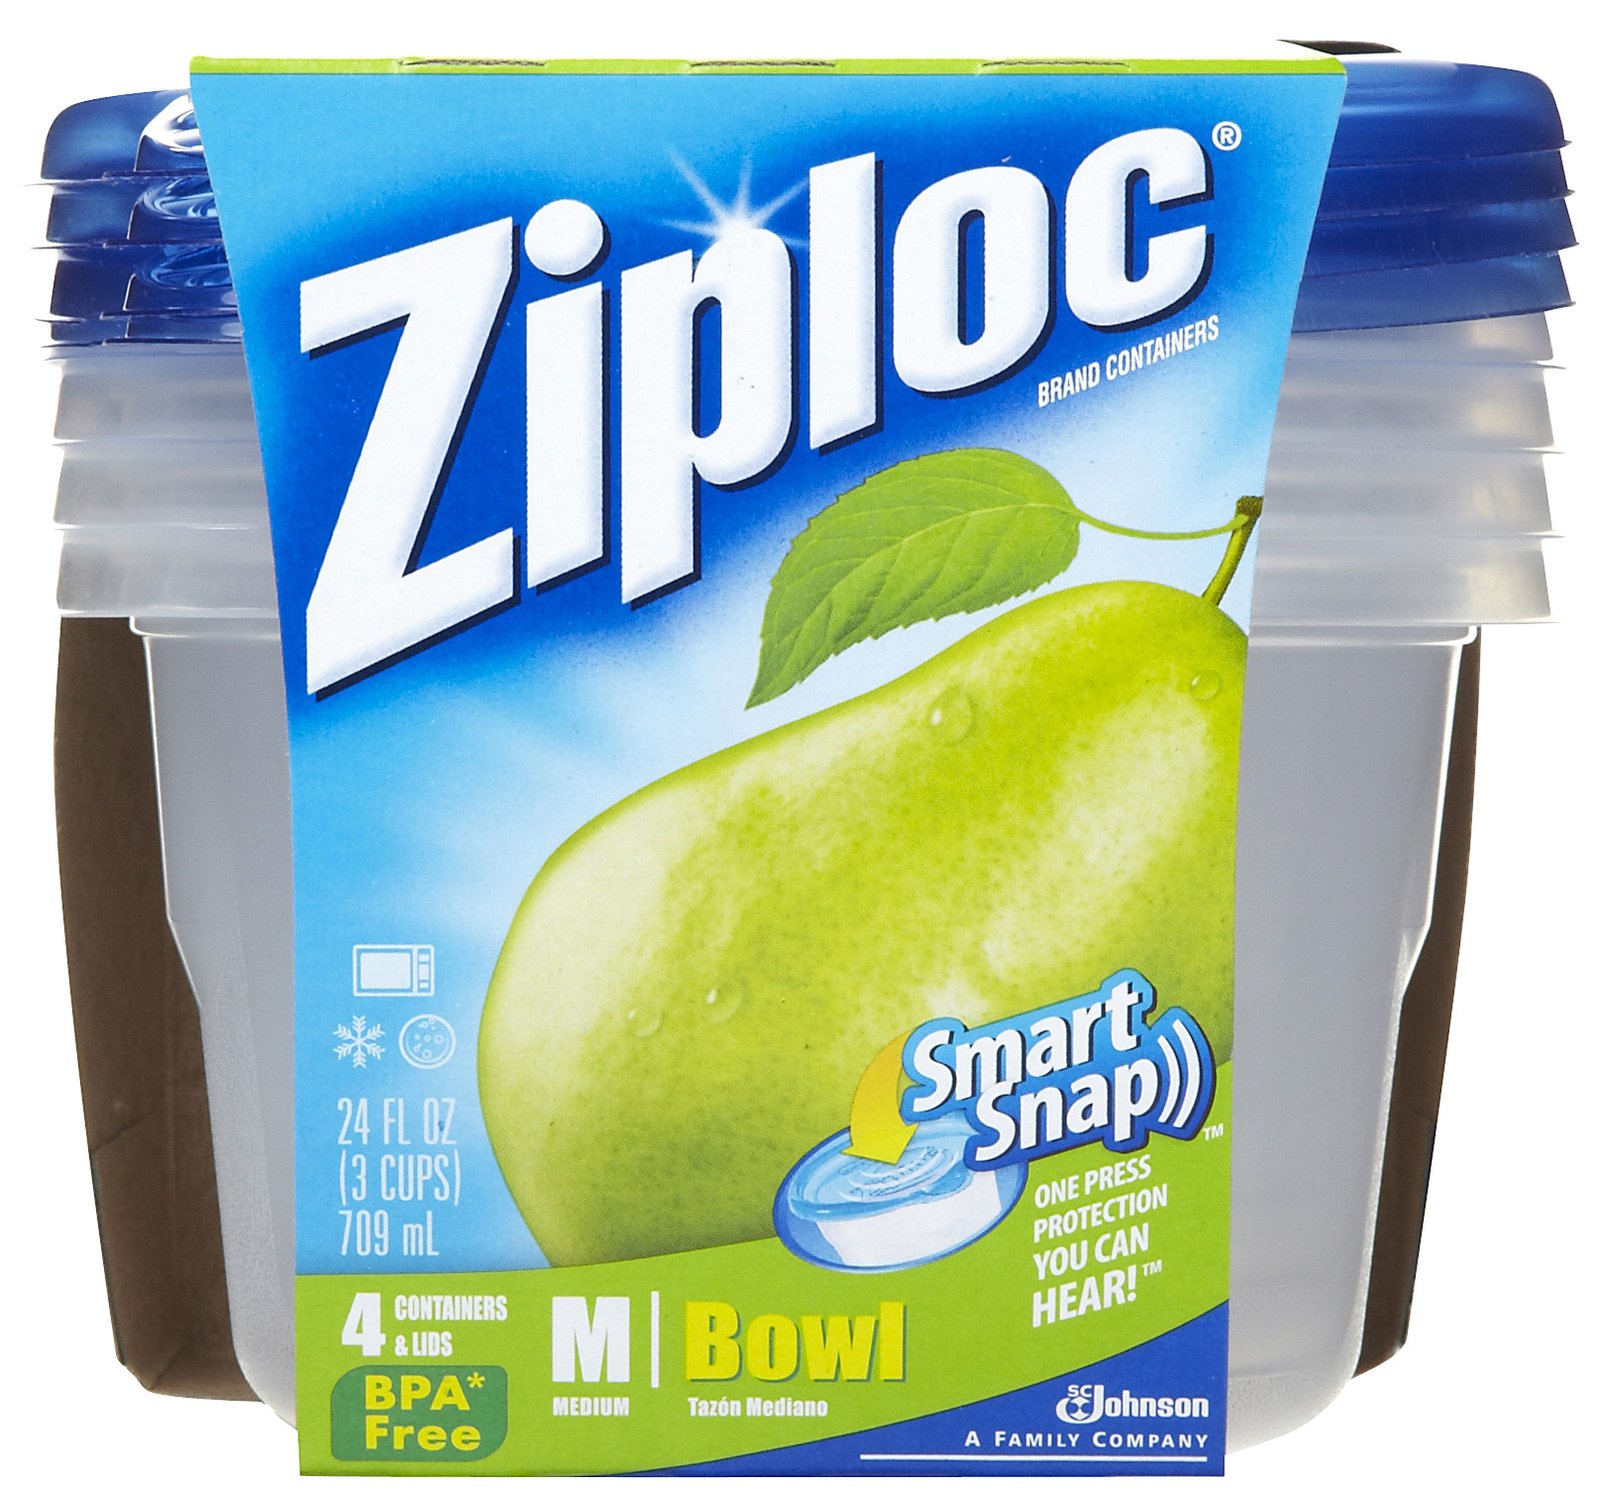 Ziploc®
BRAND CONTAINERS
Smart
Snap™
ONE PRESS
PROTECTION
YOU CAN
HEAR!™
24 FL OZ
(3 CUPS)
709 mL
4 CONTAINERS
& LIDS
BPA*
Free
M
MEDIUM
Bowl
Tazón Mediano
SC Johnson
A FAMILY COMPANY